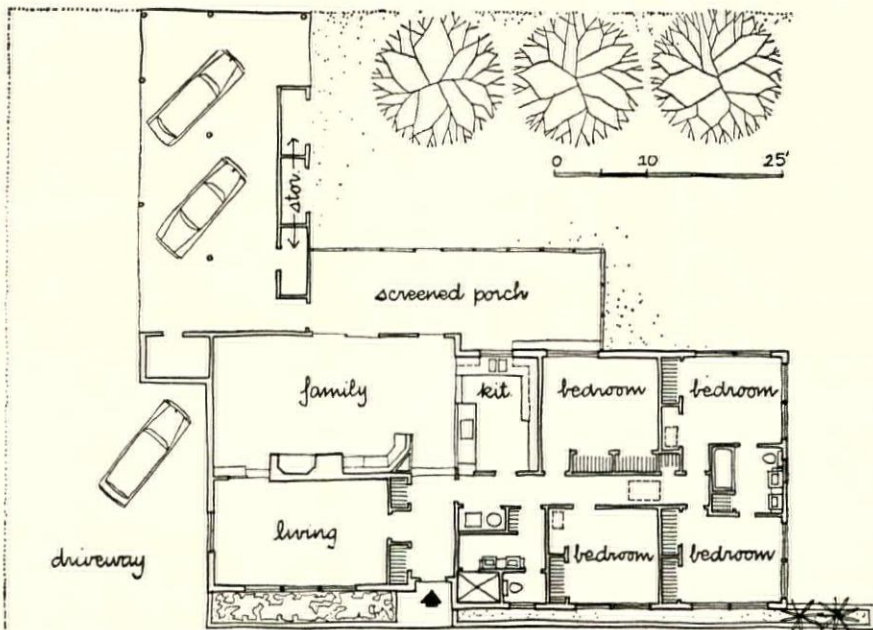 0 10 25'
stor.
screened porch
family
kit.
bedroom
bedroom
living
bedroom
bedroom
driveway